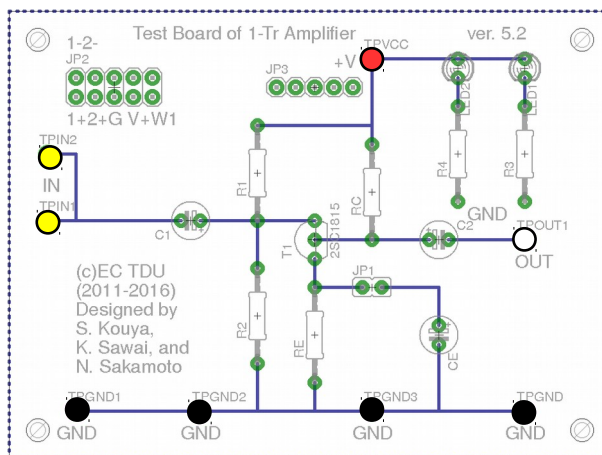 Test Board of 1-Tr Amplifier
ver. 5.2
1-2-
JP2
1+2+G V+W1
JP3
+V
TPVCC
LED2
LED1
TPIN2
IN
TPIN1
C1
R1
RC
R4
R3
GND
T1
2SC1815
C2
TPOUT1
OUT
JP1
R2
RE
CE
(c)EC TDU
(2011-2016)
Designed by
S. Kouya,
K. Sawai, and
N. Sakamoto
TPGND1
TPGND2
TPGND3
TPGND
GND
GND
GND
GND